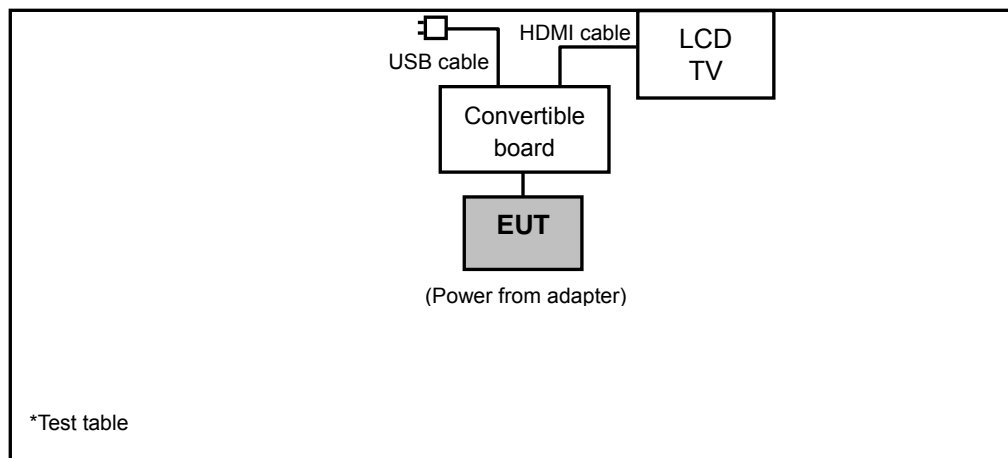 HDMI cable
LCD
TV
USB cable
Convertible
board
EUT
(Power from adapter)
*Test table